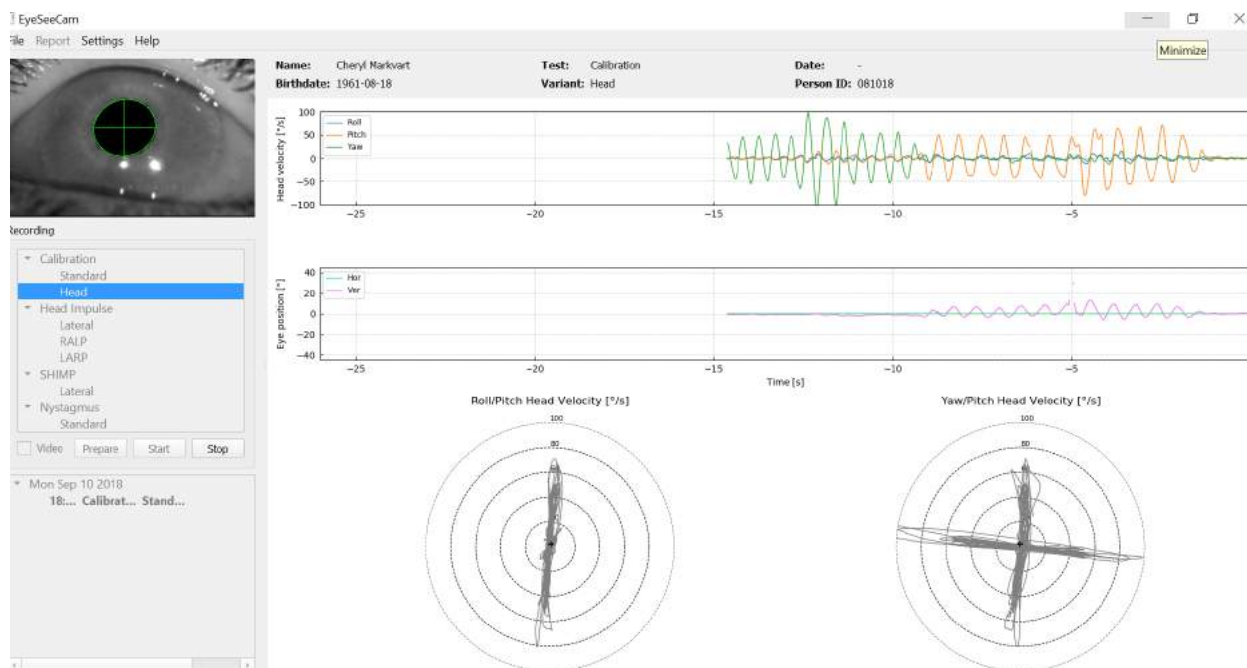 EyeSeeCam
File Report Settings Help
Minimize
Name: Cheryl Markvart Test: Calibration Date: -
Birthdate: 1961-08-18 Variant: Head Person ID: 081018
Recording
Calibration
Standard
Head
Head Impulse
Lateral
RALP
LARP
SHIMP
Lateral
Nystagmus
Standard
Video Prepare Start Stop
Mon Sep 10 2018
18:... Calibrat... Stand...
Head velocity [°/s]
100
50
0
−50
−100
Roll
Pitch
Yaw
−25 −20 −15 −10 −5
Eye position [°]
40
20
0
−20
−40
Hor
Ver
−25 −20 −15 −10 −5
Time [s]
Roll/Pitch Head Velocity [°/s]
100
80
Yaw/Pitch Head Velocity [°/s]
100
80